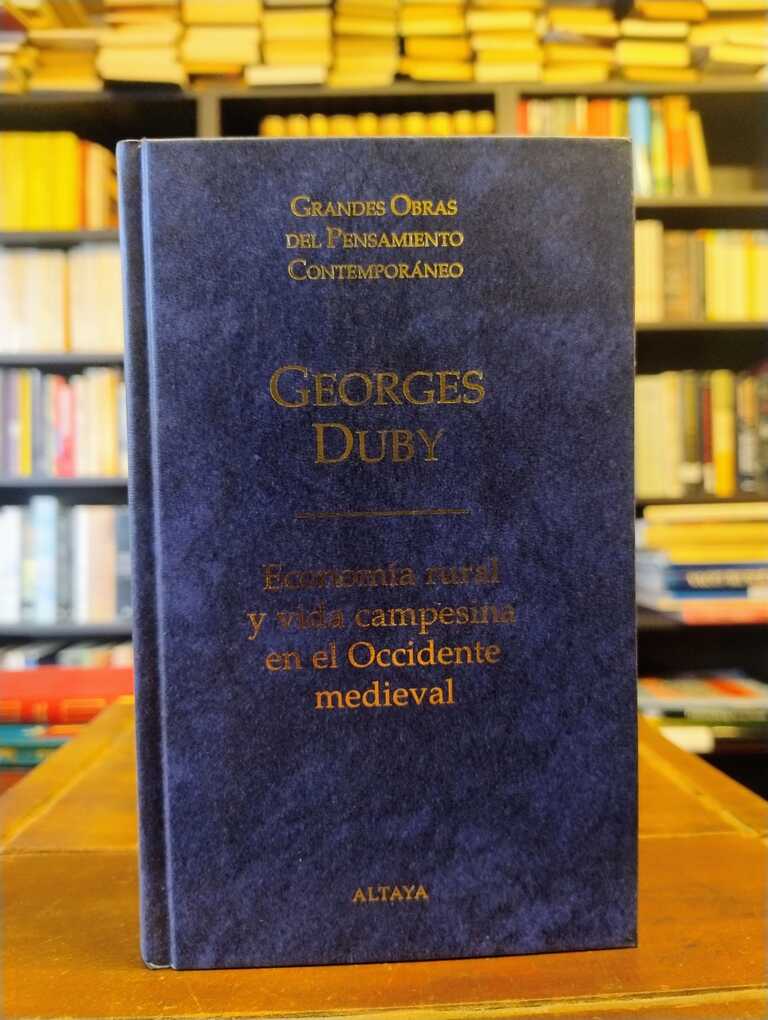 GRANDES OBRAS
DEL PENSAMIENTO
CONTEMPORÁNEO
GEORGES
DUBY
Economía rural
y vida campesina
en el Occidente
medieval
ALTAYA